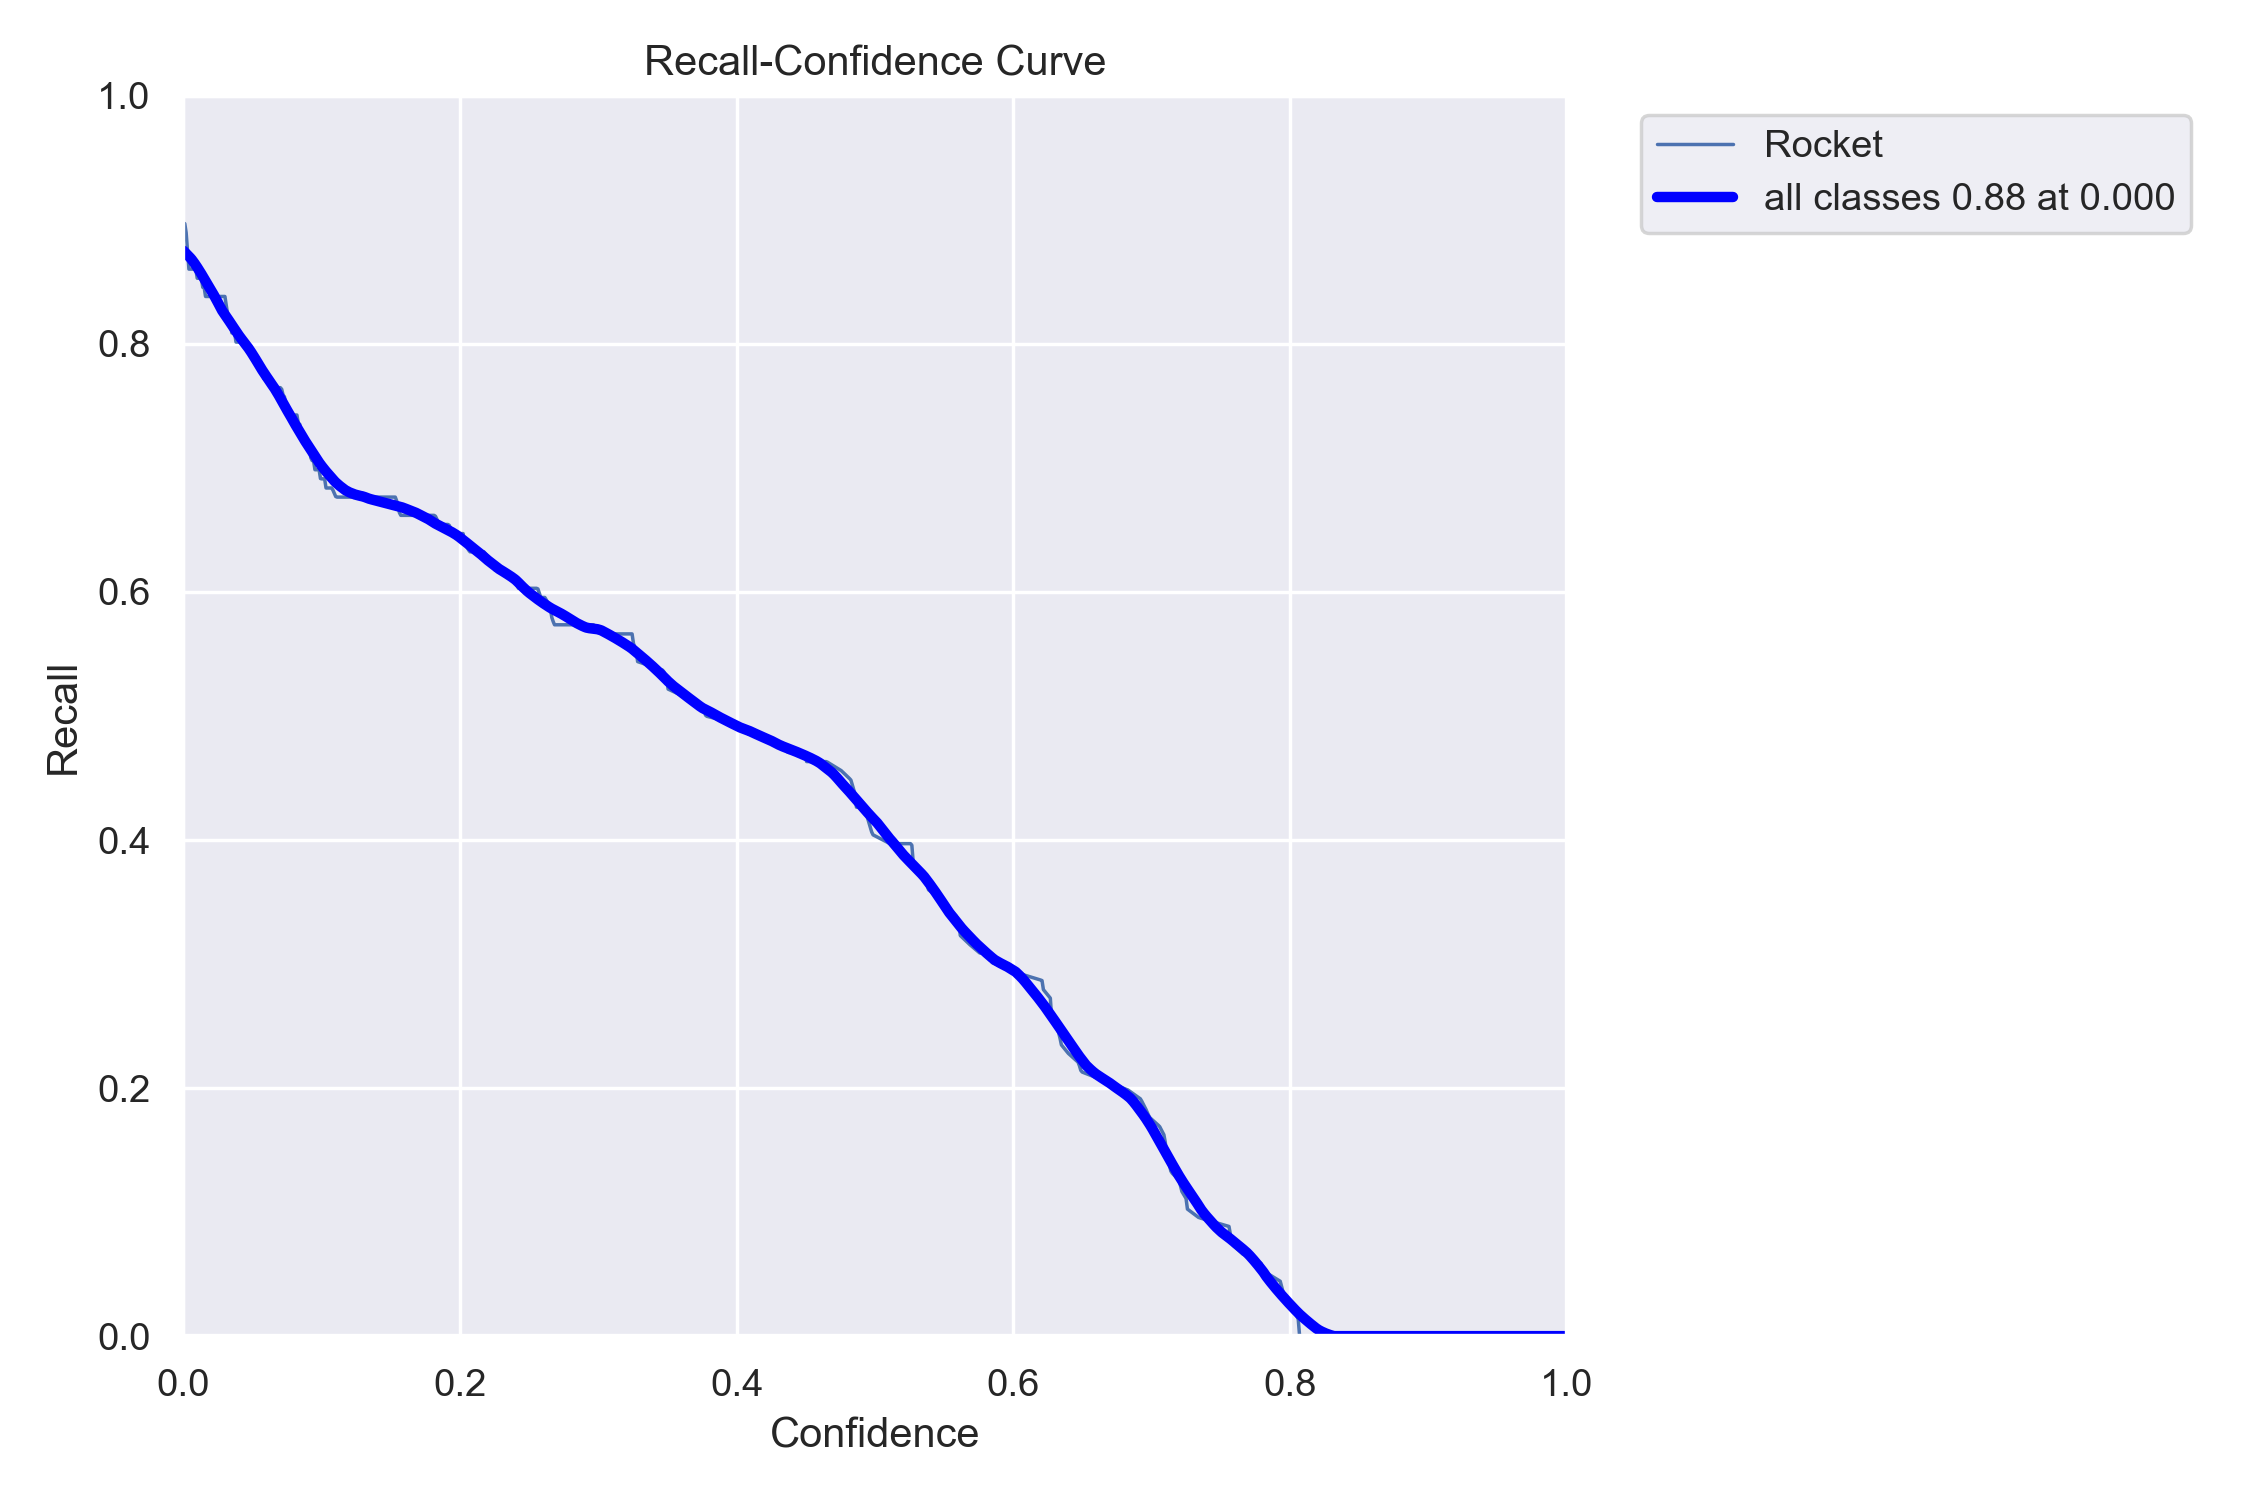 Recall-Confidence Curve
1.0
0.8
0.6
0.4
0.2
0.0
Recall
0.0 0.2 0.4 0.6 0.8 1.0
Confidence
Rocket
all classes 0.88 at 0.000